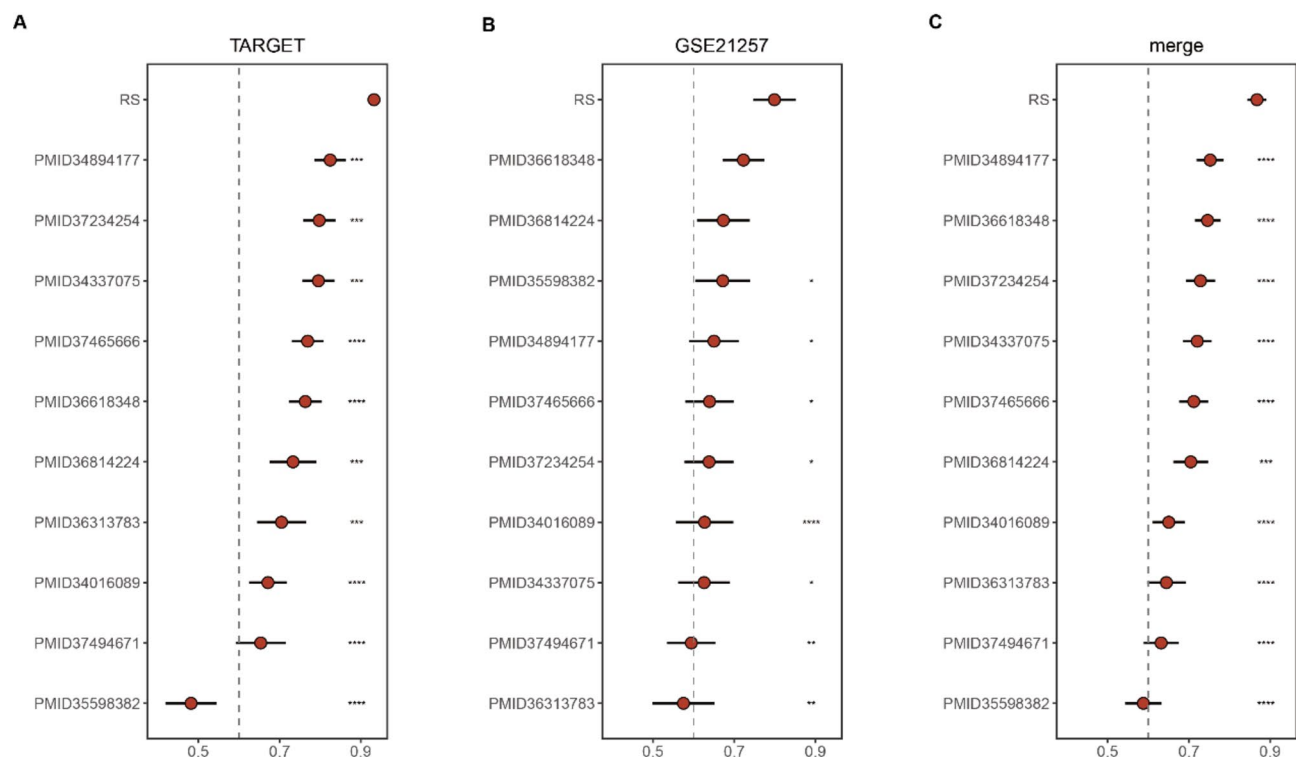 A
TARGET
RS
PMID34894177 ***
PMID37234254 ***
PMID34337075 ***
PMID37465666 ****
PMID36618348 ****
PMID36814224 ***
PMID36313783 ***
PMID34016089 ****
PMID37494671 ****
PMID35598382 ****
0.5 0.7 0.9
B
GSE21257
RS
PMID36618348
PMID36814224
PMID35598382 *
PMID34894177 *
PMID37465666 *
PMID37234254 *
PMID34016089 ****
PMID34337075 *
PMID37494671 **
PMID36313783 **
0.5 0.7 0.9
C
merge
RS
PMID34894177 ****
PMID36618348 ****
PMID37234254 ****
PMID34337075 ****
PMID37465666 ****
PMID36814224 ***
PMID34016089 ****
PMID36313783 ****
PMID37494671 ****
PMID35598382 ****
0.5 0.7 0.9